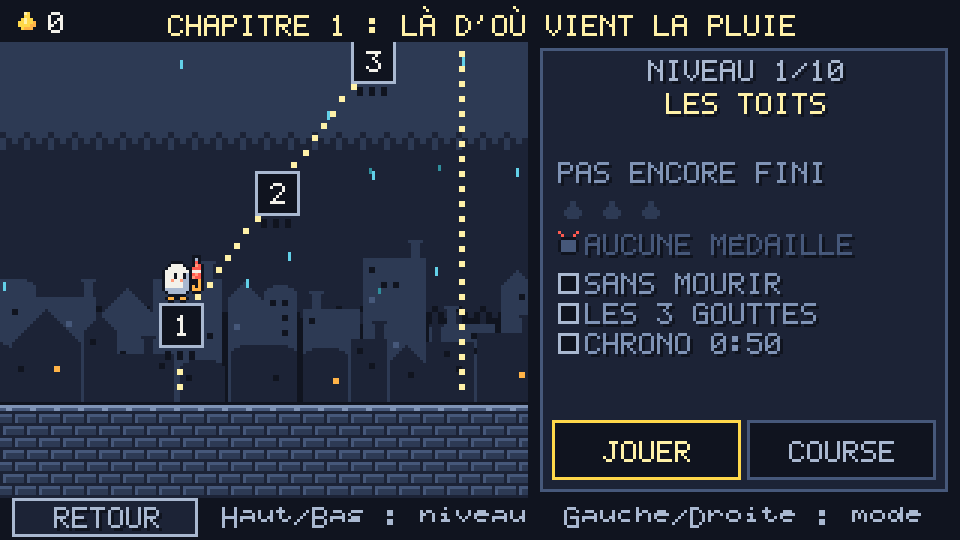 0
CHAPITRE 1 : LÀ D'OÙ VIENT LA PLUIE
3
2
1
NIVEAU 1/10
LES TOITS
PAS ENCORE FINI
AUCUNE MÉDAILLE
SANS MOURIR
LES 3 GOUTTES
CHRONO 0:50
JOUER
COURSE
RETOUR
Haut/Bas : niveau
Gauche/Droite : mode